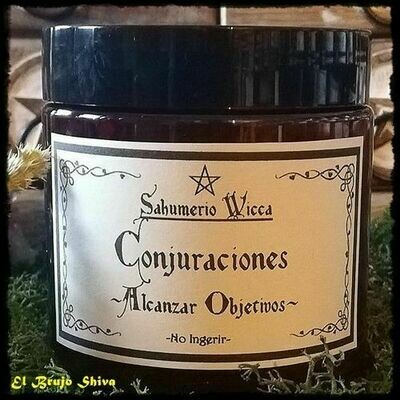 Sahumerio Wicca
Conjuraciones
~Alcanzar Objetivos~
-No Ingerir-
El Brujo Shiva